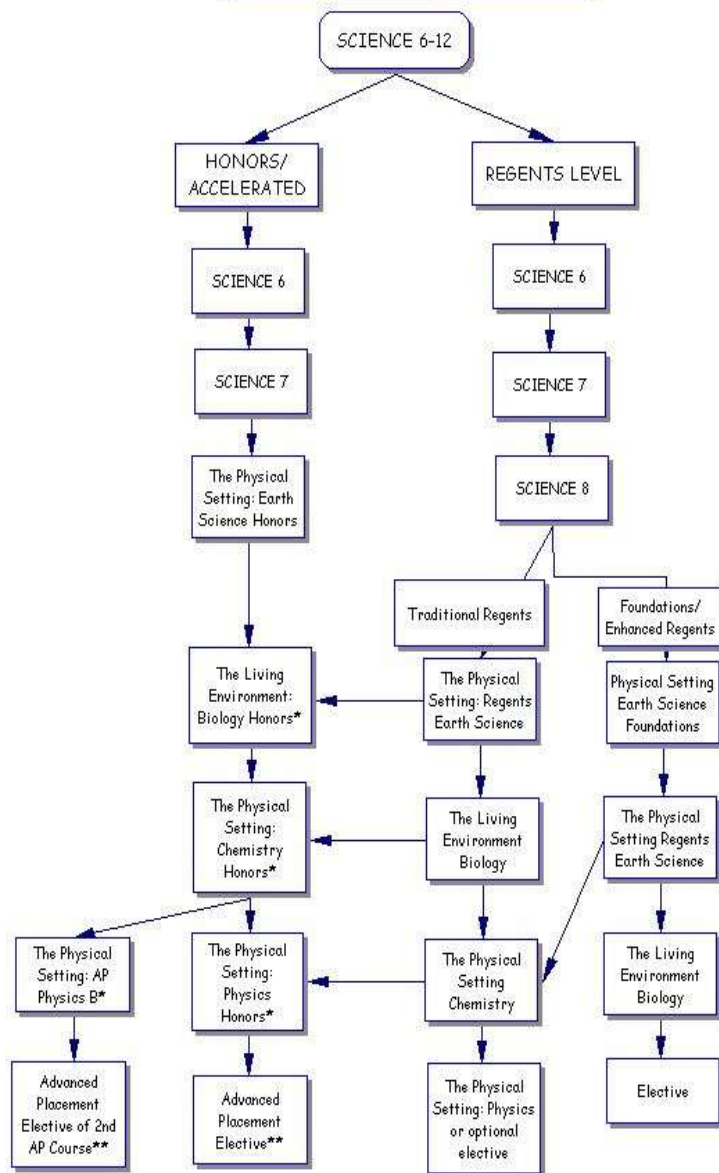 SCIENCE 6-12
HONORS/
ACCELERATED
REGENTS LEVEL
SCIENCE 6
SCIENCE 6
SCIENCE 7
SCIENCE 7
The Physical
Setting: Earth
Science Honors
SCIENCE 8
Traditional Regents
Foundations/
Enhanced Regents
The Living
Environment:
Biology Honors*
The Physical
Setting: Regents
Earth Science
Physical Setting
Earth Science
Foundations
The Physical
Setting:
Chemistry
Honors*
The Living
Environment
Biology
The Physical
Setting Regents
Earth Science
The Physical
Setting: AP
Physics B*
The Physical
Setting:
Physics
Honors*
The Physical
Setting
Chemistry
The Living
Environment
Biology
Advanced
Placement
Elective of 2nd
AP Course**
Advanced
Placement
Elective**
The Physical
Setting: Physics
or optional
elective
Elective